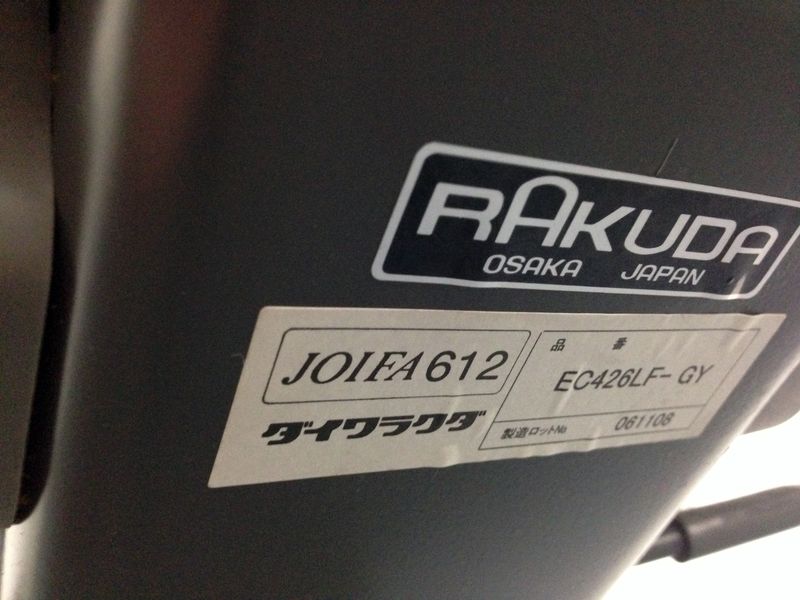 RAKUDA
OSAKA JAPAN
JOIFA612
ダイワラクダ
品 番
EC426LF-GY
製造ロットNo.
061108